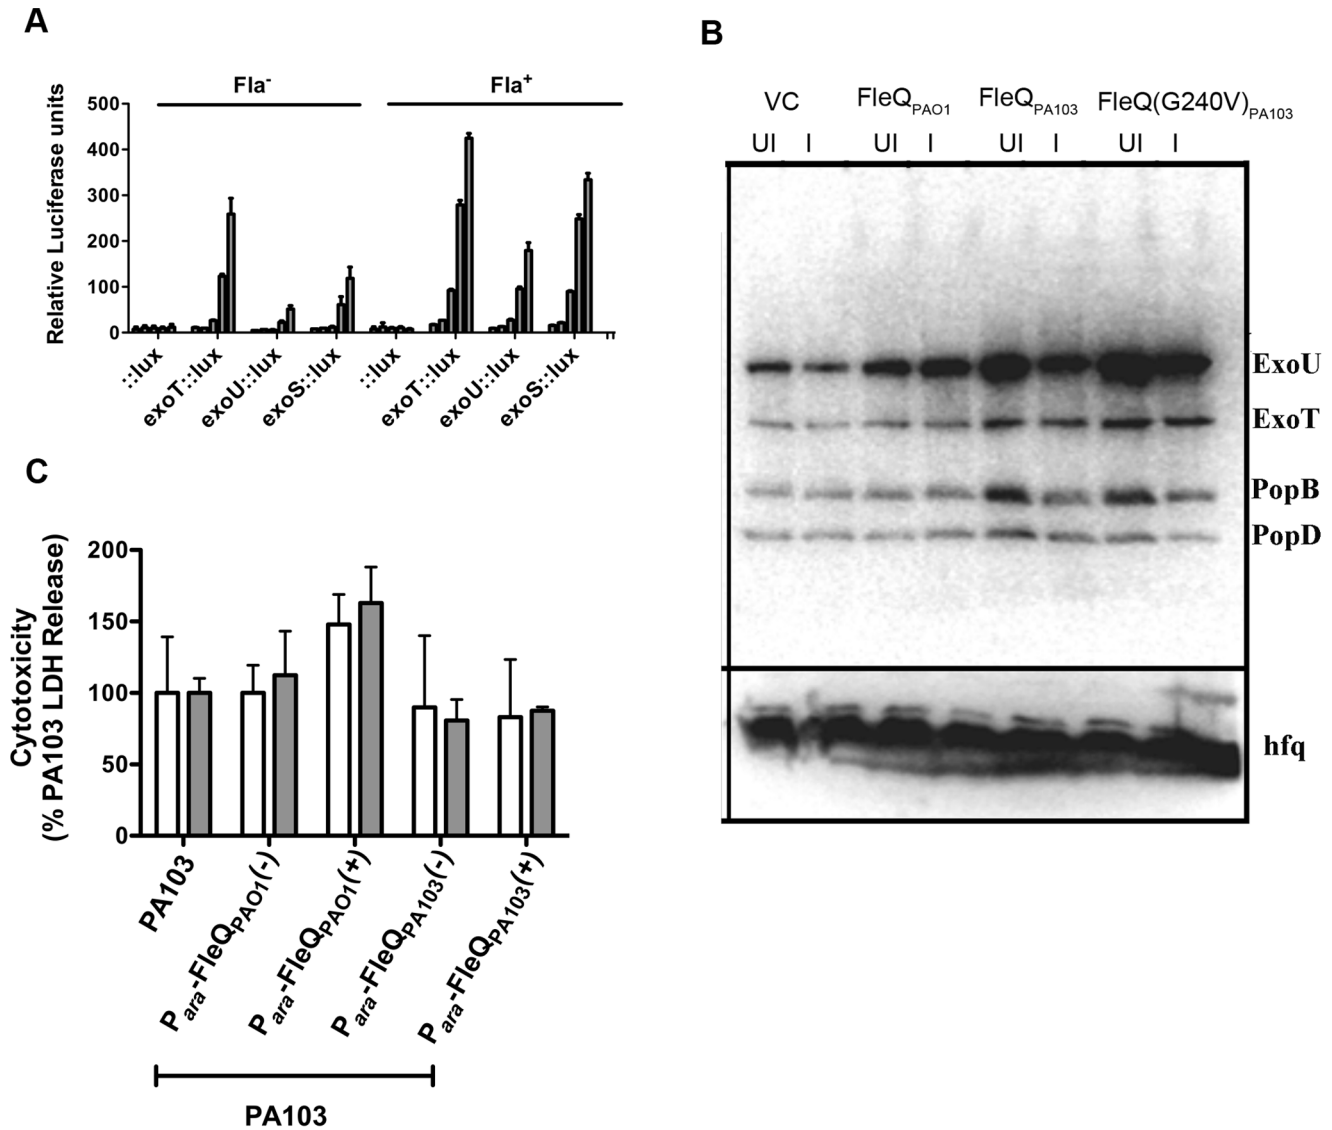 A
Fla- Fla+
Relative Luciferase units
500
400
300
200
100
0
::lux exoT::lux exoU::lux exoS::lux ::lux exoT::lux exoU::lux exoS::lux
B
VC FleQPAO1 FleQPA103 FleQ(G240V)PA103
UI I UI I UI I UI I
ExoU
ExoT
PopB
PopD
hfq
C
Cytotoxicity
(% PA103 LDH Release)
200
150
100
50
0
PA103 Para-FleQPAO1(-) Para-FleQPAO1(+) Para-FleQPA103(-) Para-FleQPA103(+)
PA103